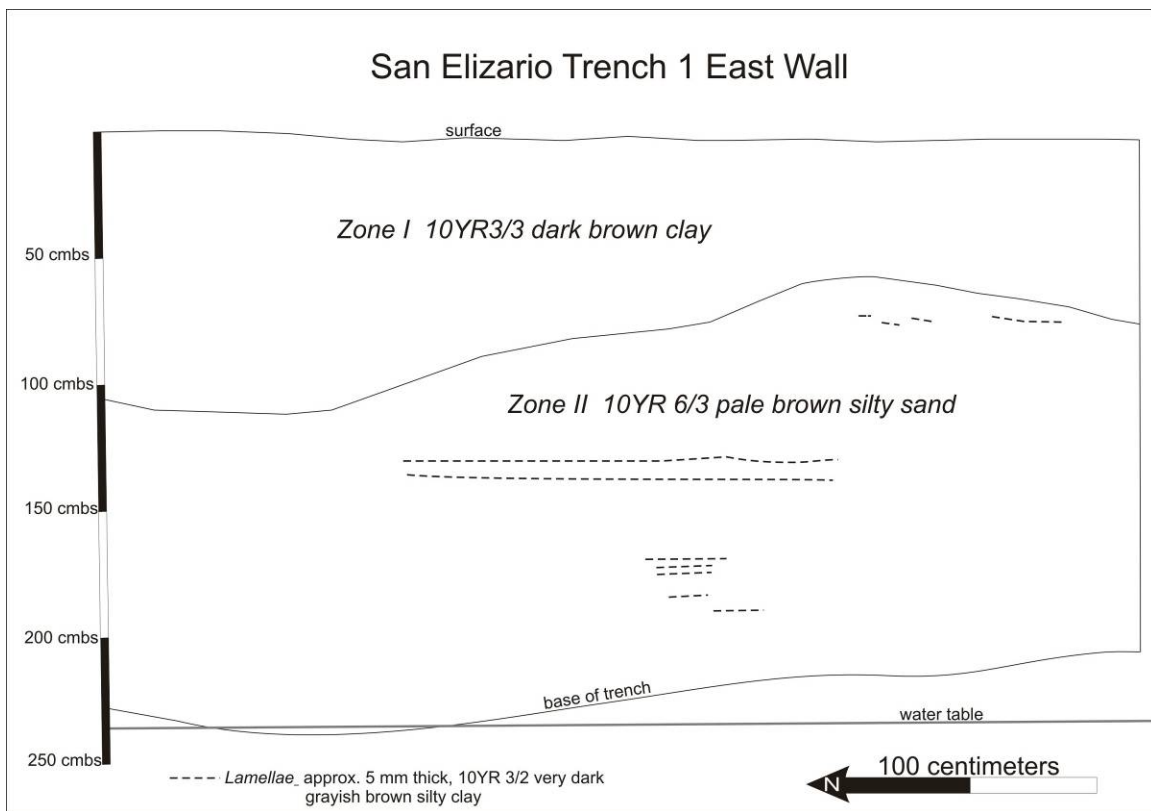 San Elizario Trench 1 East Wall
surface
Zone I 10YR3/3 dark brown clay
50 cmbs
100 cmbs
Zone II 10YR 6/3 pale brown silty sand
150 cmbs
200 cmbs
base of trench
water table
250 cmbs
Lamellae_ approx. 5 mm thick, 10YR 3/2 very dark
grayish brown silty clay
100 centimeters
N